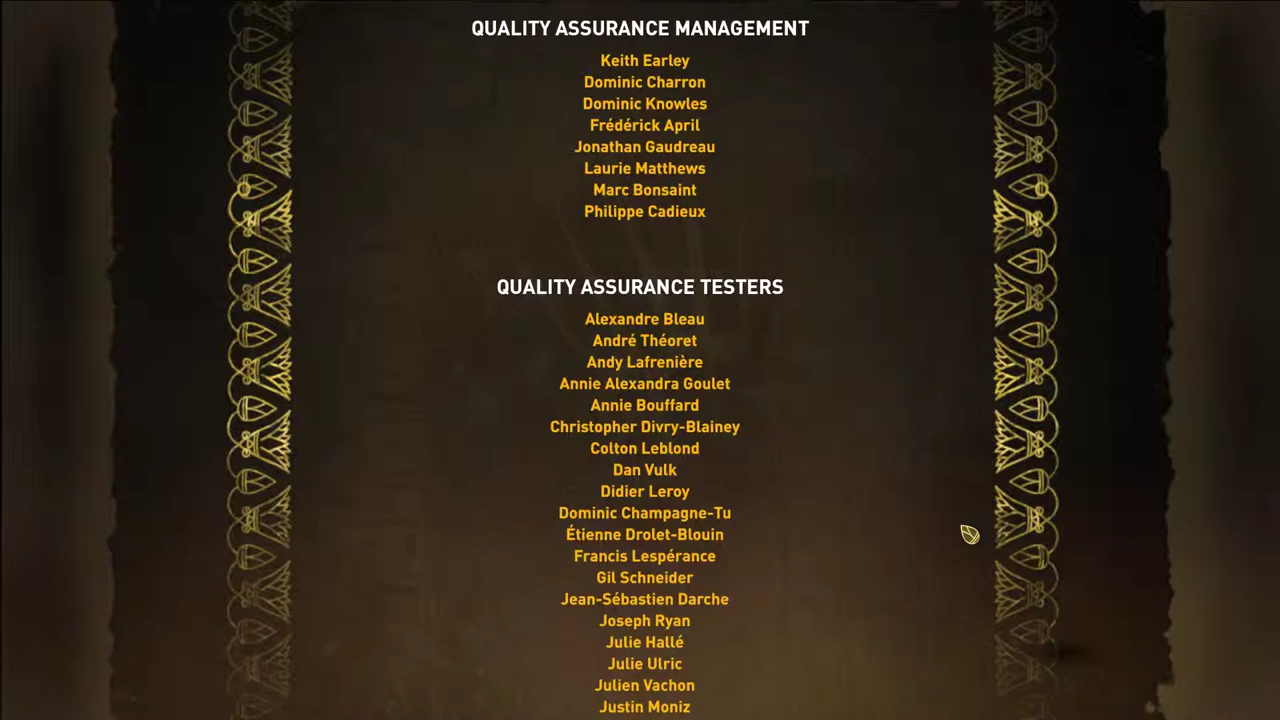 QUALITY ASSURANCE MANAGEMENT
Keith Earley
Dominic Charron
Dominic Knowles
Frédérick April
Jonathan Gaudreau
Laurie Matthews
Marc Bonsaint
Philippe Cadieux
QUALITY ASSURANCE TESTERS
Alexandre Bleau
André Théoret
Andy Lafrenière
Annie Alexandra Goulet
Annie Bouffard
Christopher Divry-Blainey
Colton Leblond
Dan Vulk
Didier Leroy
Dominic Champagne-Tu
Étienne Drolet-Blouin
Francis Lespérance
Gil Schneider
Jean-Sébastien Darche
Joseph Ryan
Julie Hallé
Julie Ulric
Julien Vachon
Justin Moniz